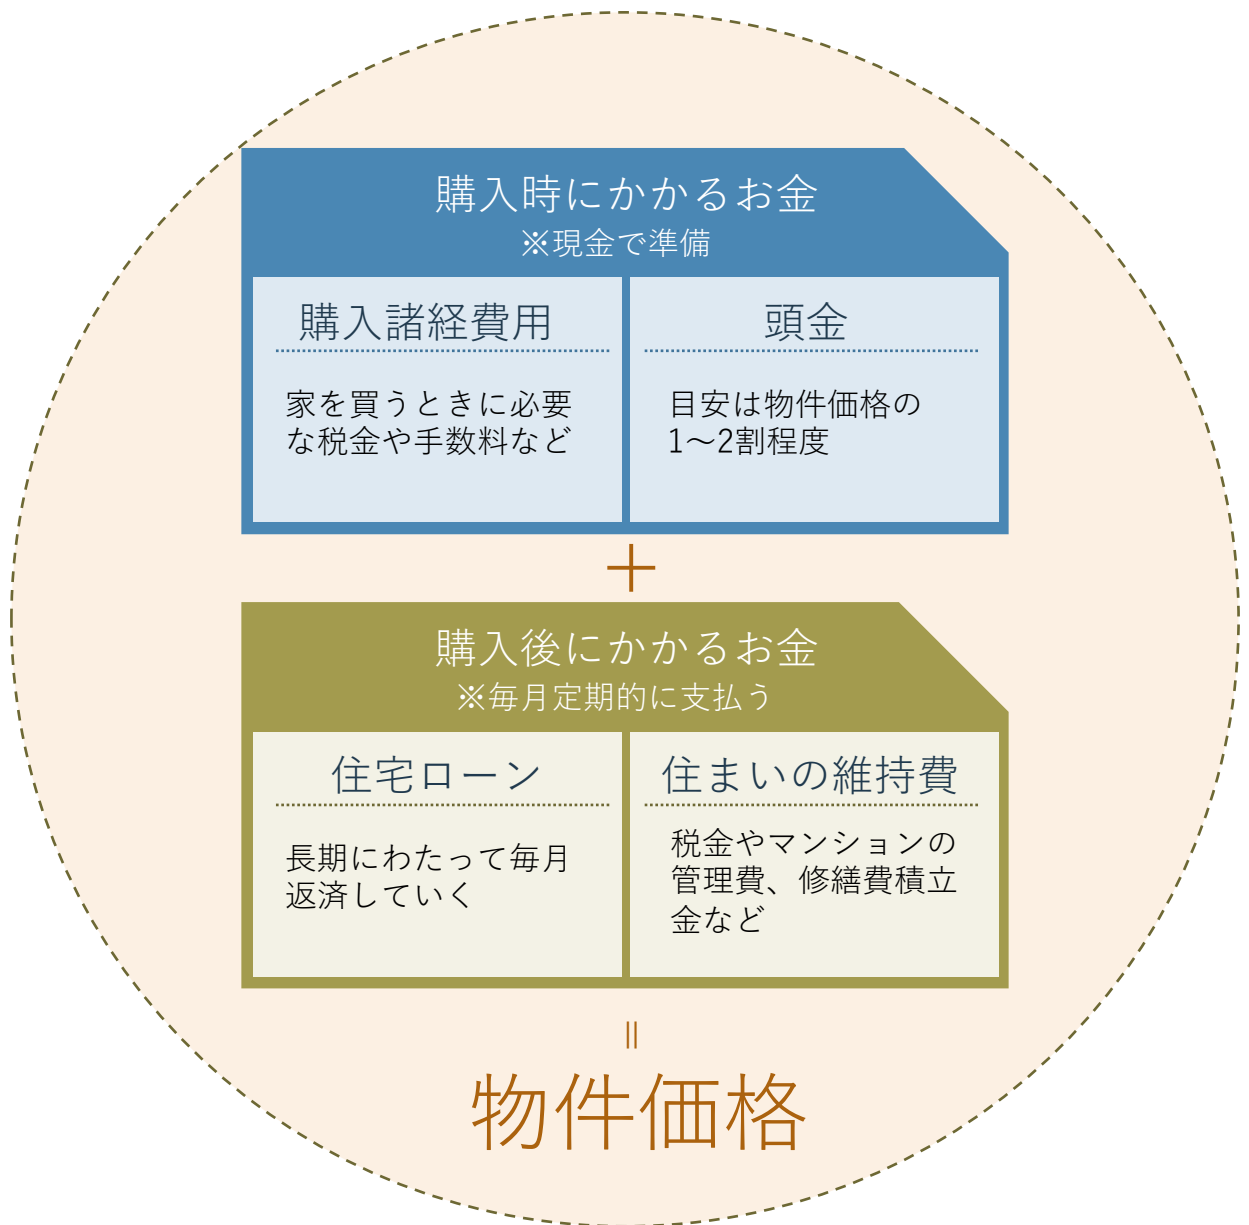 購入時にかかるお金
※現金で準備
購入諸経費用
家を買うときに必要
な税金や手数料など
頭金
目安は物件価格の
1〜2割程度
＋
購入後にかかるお金
※毎月定期的に支払う
住宅ローン
長期にわたって毎月
返済していく
住まいの維持費
税金やマンションの
管理費、修繕費積立
金など
＝
物件価格